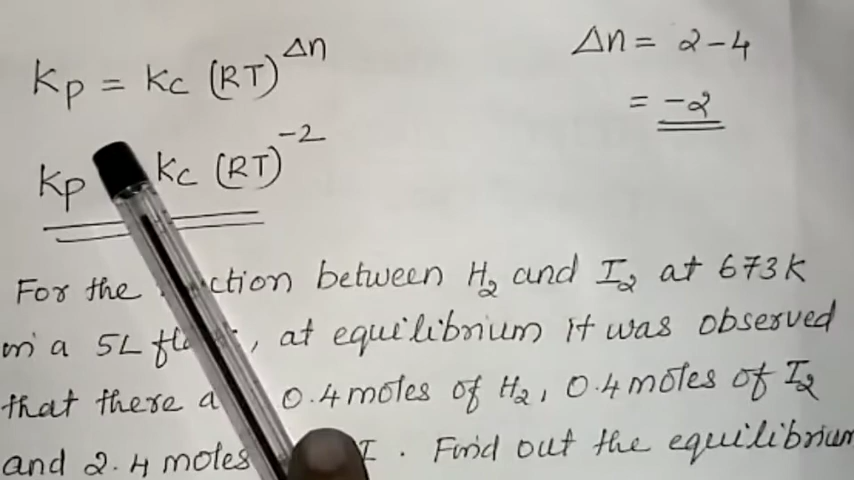 Kp = Kc (RT)^Δn
Δn = 2-4
= -2
Kp Kc (RT)^-2
For the ction between H2 and I2 at 673K
in a 5L fl , at equilibrium it was observed
that there a 0.4 moles of H2, 0.4 moles of I2
and 2.4 moles I. Find out the equilibrium